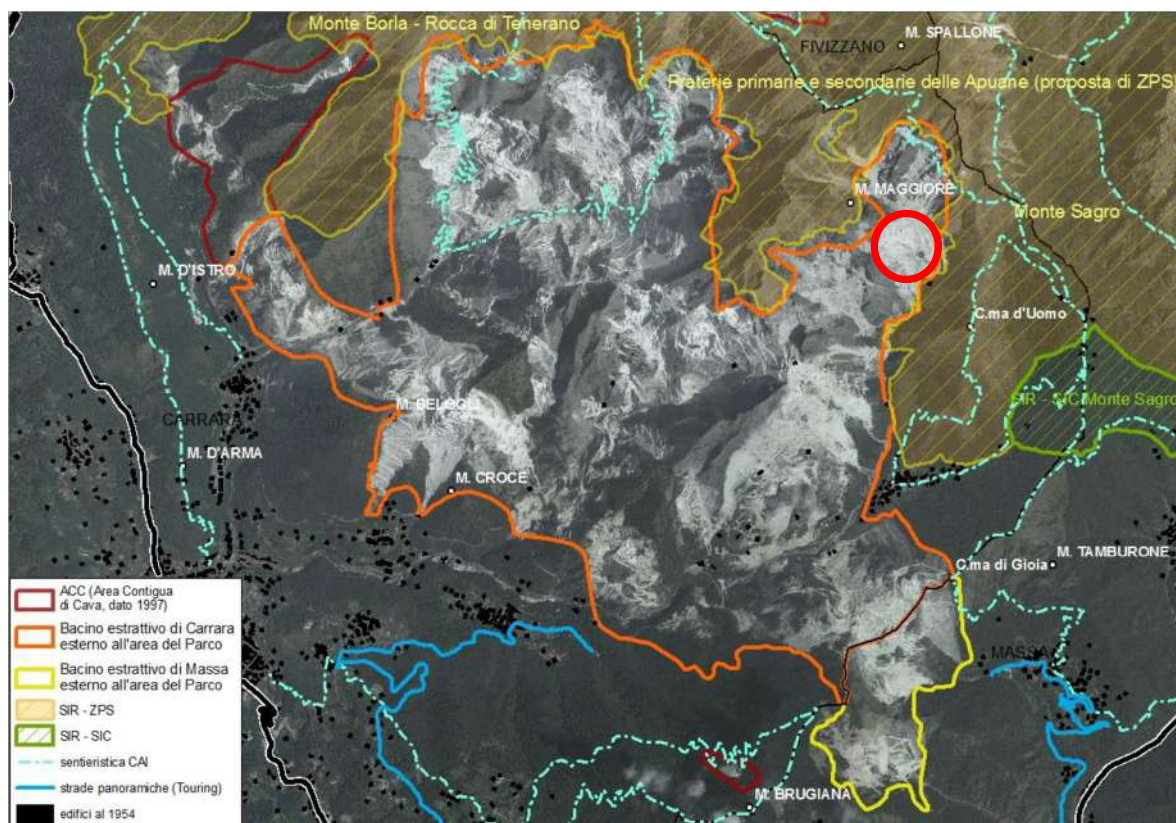 Monte Borla - Rocca di Tenerano
M. SPALLONE
FIVIZZANO
Praterie primarie e secondarie delle Apuane (proposta di ZPS)
M. MAGGIORE
Monte Sagro
M. D'ISTRO
C.ma d'Uomo
CARRARA
M. BELGLI
SIR - SIC Monte Sagro
M. D'ARMA
M. CROCE
C.ma di Gioia
M. TAMBURONE
MASSA
M. BRUGIANA
ACC (Area Contigua
di Cava, dato 1997)
Bacino estrattivo di Carrara
esterno all'area del Parco
Bacino estrattivo di Massa
esterno all'area del Parco
SIR - ZPS
SIR - SIC
sentieristica CAI
strade panoramiche (Touring)
edifici al 1954